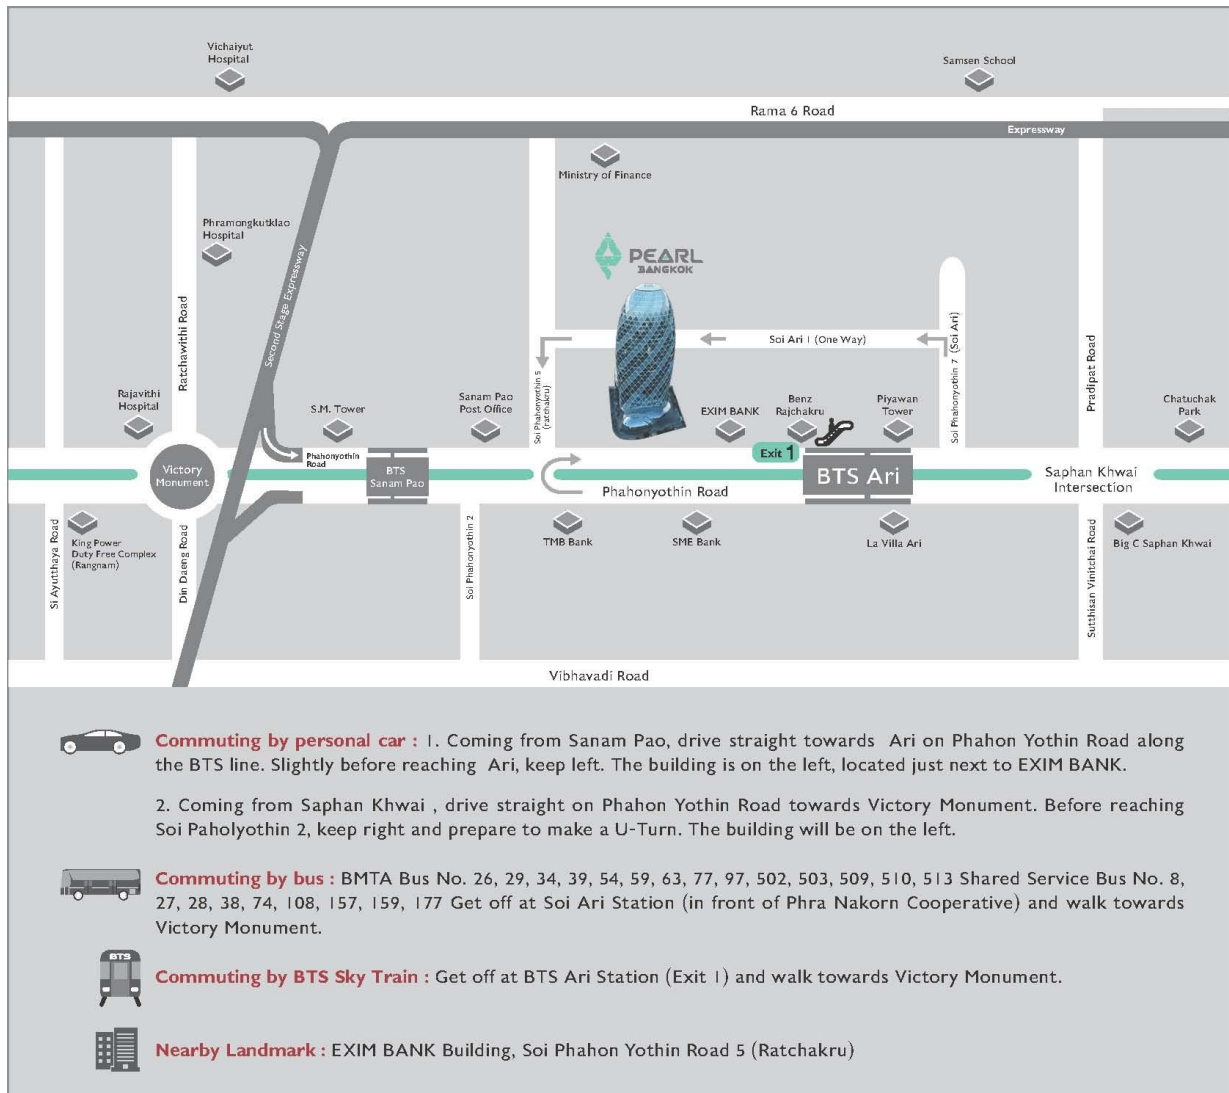 Vichaiyut
Hospital
Samsen School
Rama 6 Road
Expressway
Ministry of Finance
Phramongkutklao
Hospital
PEARL
BANGKOK
Second Stage Expressway
Ratchawithi Road
Soi Ari 1 (One Way)
Soi Phahonyothin 7 (Soi Ari)
Pradipat Road
Soi Phahonyothin 5
(ratchakru)
Rajavithi
Hospital
S.M. Tower
Sanam Pao
Post Office
EXIM BANK
Benz
Rajchakru
Piyawan
Tower
Chatuchak
Park
Exit 1
Phahonyothin
Road
Victory
Monument
BTS
Sanam Pao
BTS Ari
Saphan Khwai
Intersection
Phahonyothin Road
King Power
Duty Free Complex
(Rangnam)
Si Ayutthaya Road
Din Daeng Road
Soi Phahonyothin 2
TMB Bank
SME Bank
La Villa Ari
Sutthisan Vinitchai Road
Big C Saphan Khwai
Vibhavadi Road
Commuting by personal car : 1. Coming from Sanam Pao, drive straight towards Ari on Phahon Yothin Road along
the BTS line. Slightly before reaching Ari, keep left. The building is on the left, located just next to EXIM BANK.
2. Coming from Saphan Khwai , drive straight on Phahon Yothin Road towards Victory Monument. Before reaching
Soi Paholyothin 2, keep right and prepare to make a U-Turn. The building will be on the left.
Commuting by bus : BMTA Bus No. 26, 29, 34, 39, 54, 59, 63, 77, 97, 502, 503, 509, 510, 513 Shared Service Bus No. 8,
27, 28, 38, 74, 108, 157, 159, 177 Get off at Soi Ari Station (in front of Phra Nakorn Cooperative) and walk towards
Victory Monument.
BTS
Commuting by BTS Sky Train : Get off at BTS Ari Station (Exit 1) and walk towards Victory Monument.
Nearby Landmark : EXIM BANK Building, Soi Phahon Yothin Road 5 (Ratchakru)